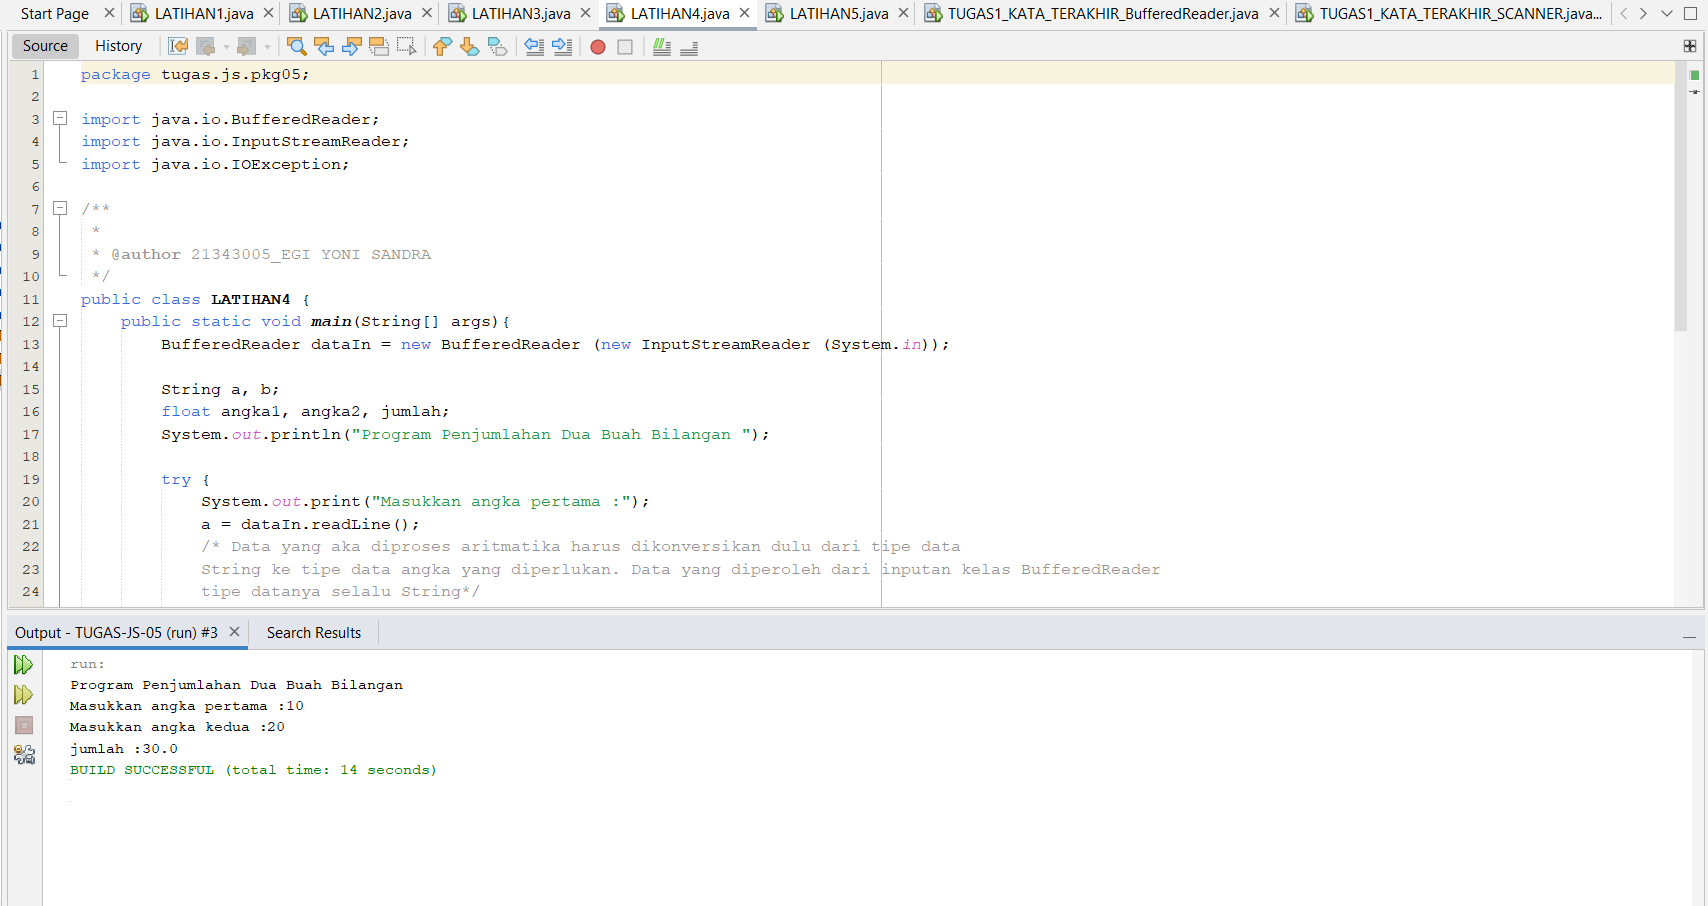 Start Page LATIHAN1.java LATIHAN2.java LATIHAN3.java LATIHAN4.java LATIHAN5.java TUGAS1_KATA_TERAKHIR_BufferedReader.java TUGAS1_KATA_TERAKHIR_SCANNER.java...
Source History
1 package tugas.js.pkg05;
2
3 import java.io.BufferedReader;
4 import java.io.InputStreamReader;
5 import java.io.IOException;
6
7 /**
8 *
9 * @author 21343005_EGI YONI SANDRA
10 */
11 public class LATIHAN4 {
12 public static void main(String[] args){
13 BufferedReader dataIn = new BufferedReader (new InputStreamReader (System.in));
14
15 String a, b;
16 float angka1, angka2, jumlah;
17 System.out.println("Program Penjumlahan Dua Buah Bilangan ");
18
19 try {
20 System.out.print("Masukkan angka pertama :");
21 a = dataIn.readLine();
22 /* Data yang aka diproses aritmatika harus dikonversikan dulu dari tipe data
23 String ke tipe data angka yang diperlukan. Data yang diperoleh dari inputan kelas BufferedReader
24 tipe datanya selalu String*/
Output - TUGAS-JS-05 (run) #3 Search Results
run:
Program Penjumlahan Dua Buah Bilangan
Masukkan angka pertama :10
Masukkan angka kedua :20
jumlah :30.0
BUILD SUCCESSFUL (total time: 14 seconds)